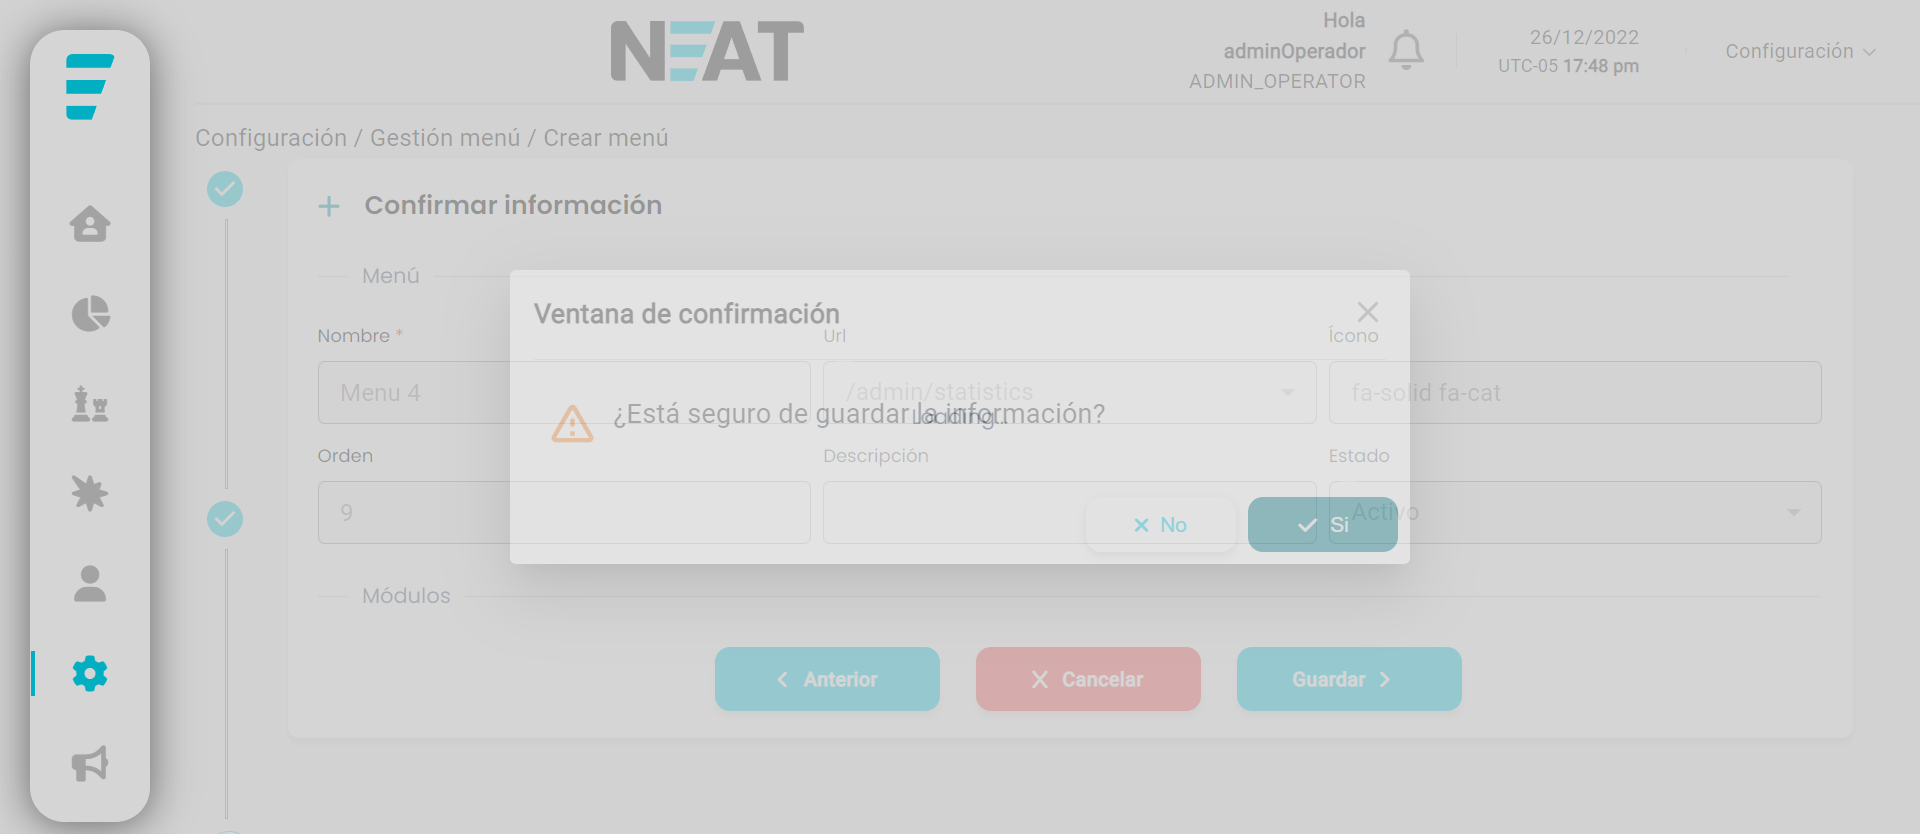 NEAT
Hola
adminOperador
ADMIN_OPERATOR
26/12/2022
UTC-05 17:48 pm
Configuración
Configuración / Gestión menú / Crear menú
Confirmar información
Menú
Ventana de confirmación
Nombre *
Url
Ícono
Menu 4
/admin/statistics
fa-solid fa-cat
¿Está seguro de guardar la información?
Loading...
Orden
Descripción
Estado
9
Activo
No
Si
Módulos
Anterior
Cancelar
Guardar